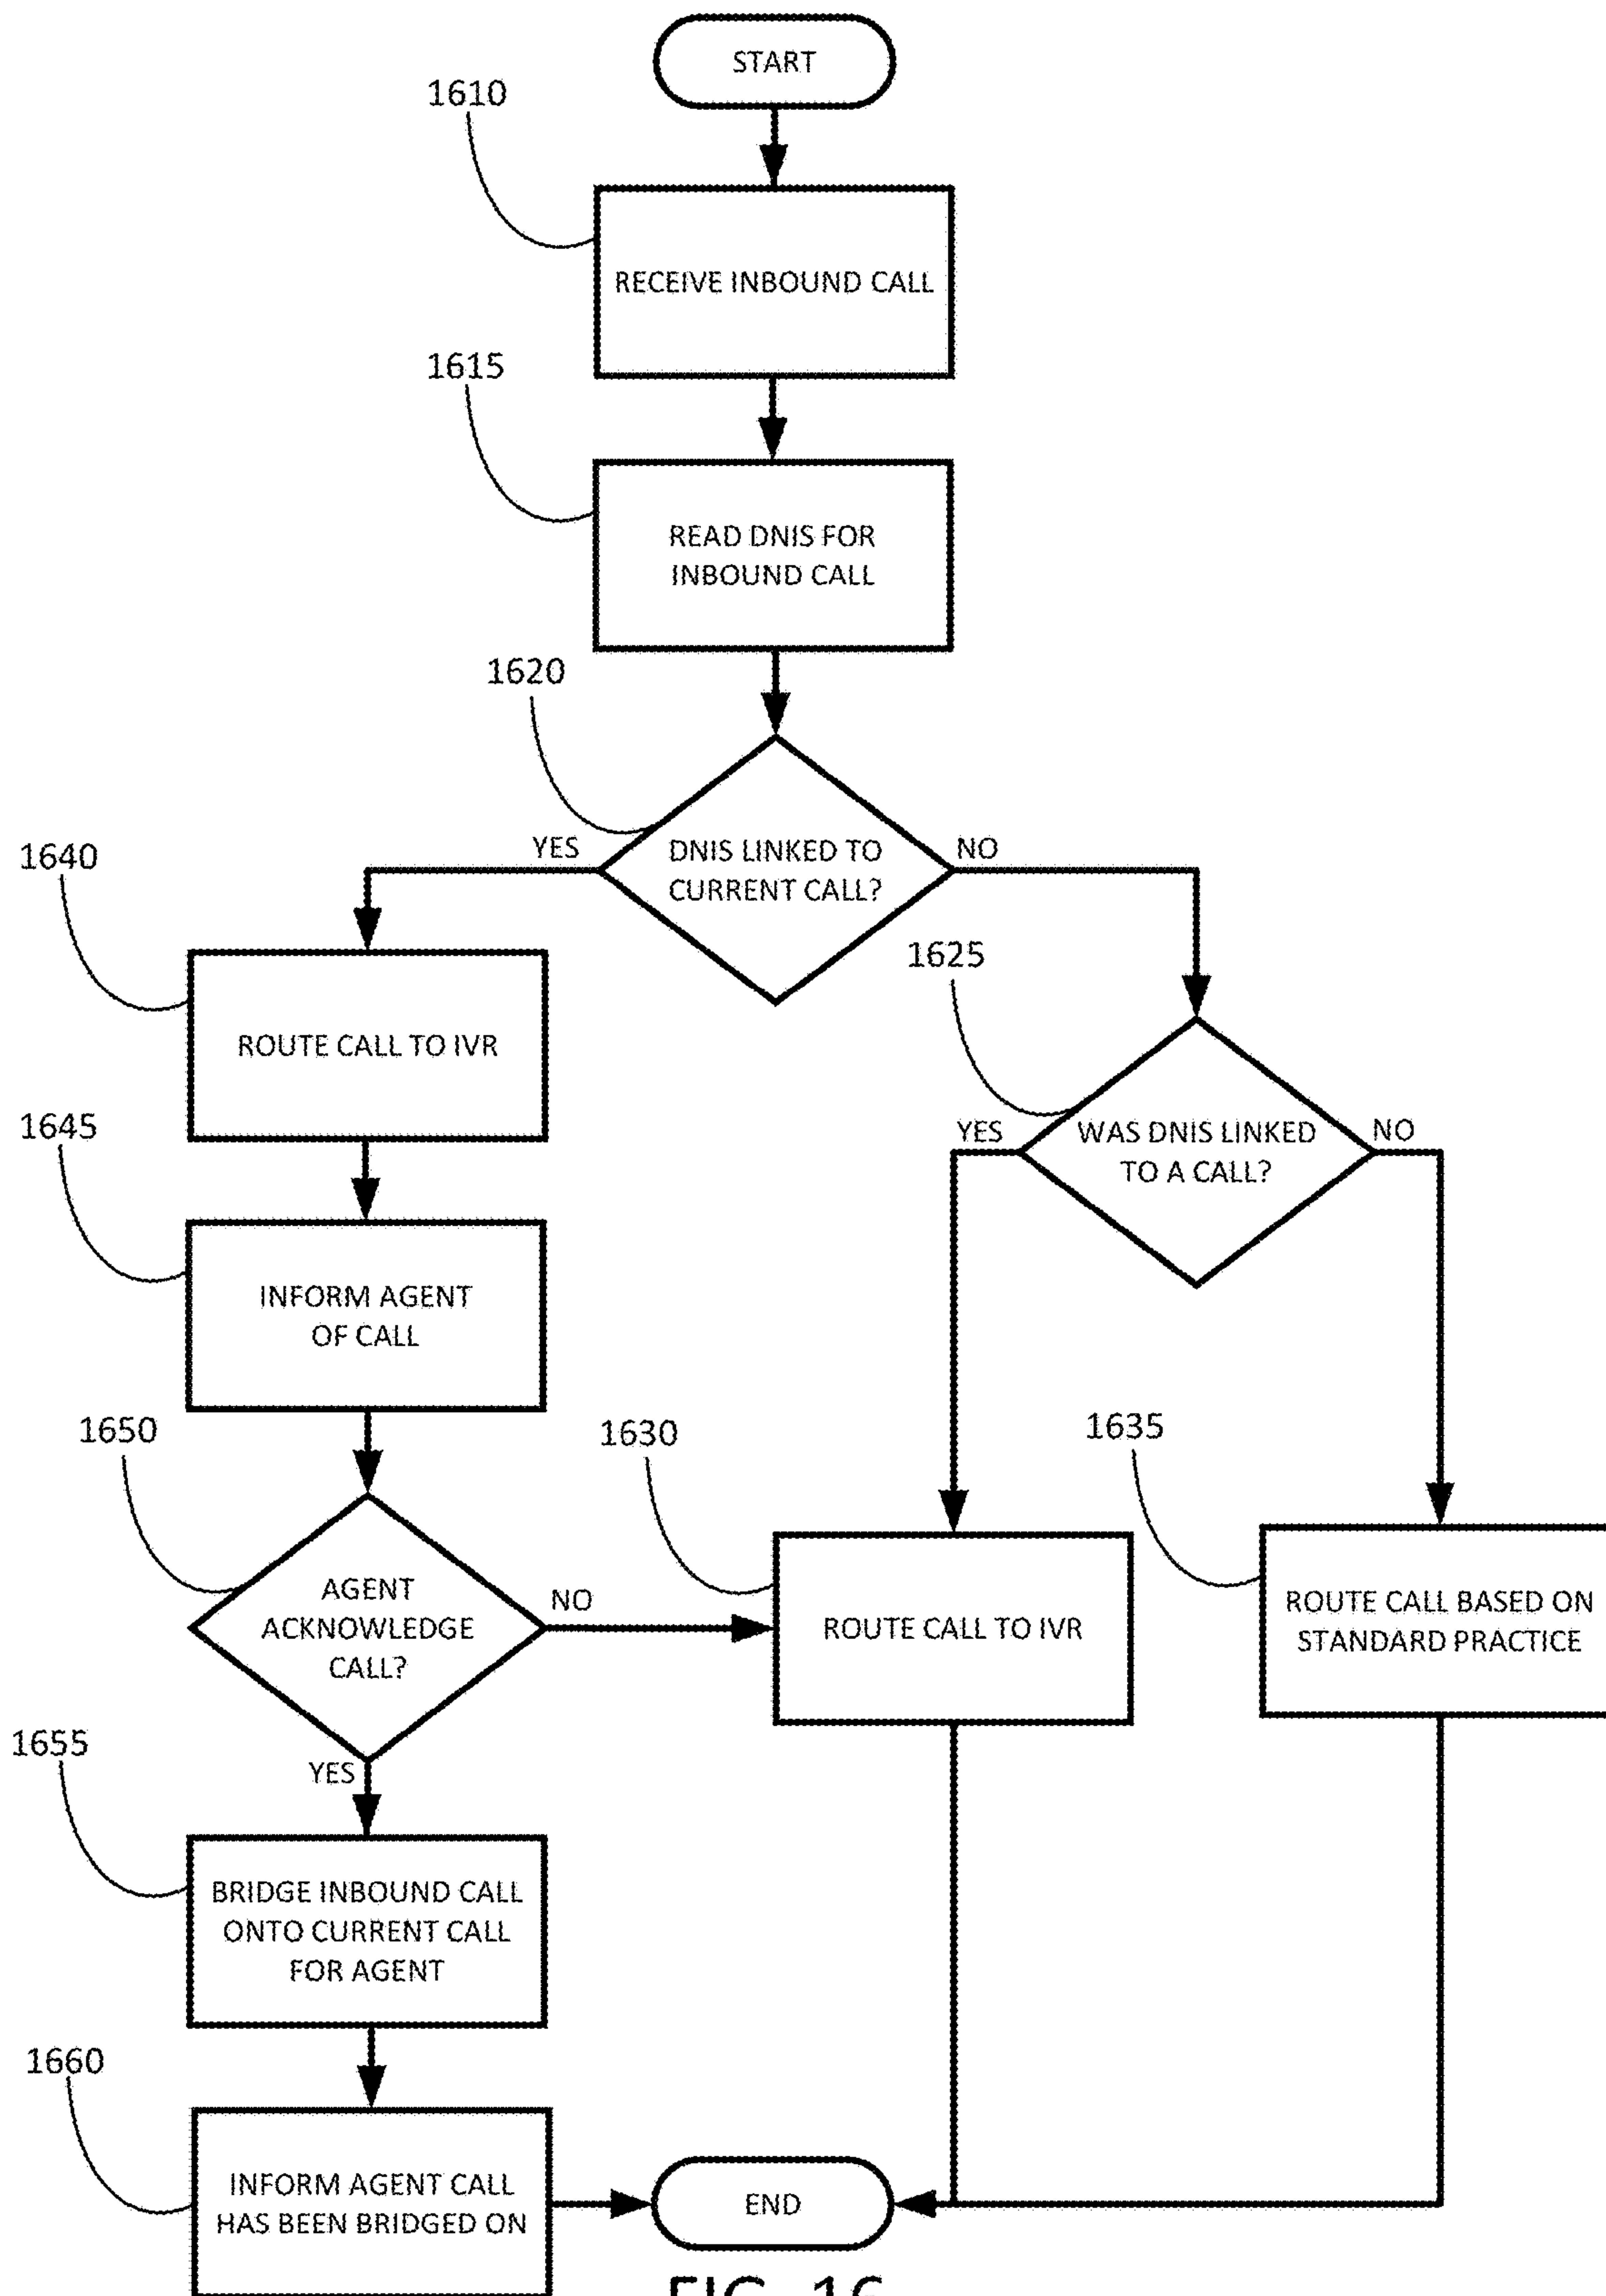 START
1610
RECEIVE INBOUND CALL
1615
READ DNIS FOR
INBOUND CALL
1620
YES
DNIS LINKED TO
CURRENT CALL?
NO
1640
ROUTE CALL TO IVR
1625
YES
WAS DNIS LINKED
TO A CALL?
NO
1645
INFORM AGENT
OF CALL
1650
AGENT
ACKNOWLEDGE
CALL?
NO
YES
1630
ROUTE CALL TO IVR
1635
ROUTE CALL BASED ON
STANDARD PRACTICE
1655
BRIDGE INBOUND CALL
ONTO CURRENT CALL
FOR AGENT
1660
INFORM AGENT CALL
HAS BEEN BRIDGED ON
END
FIG. 16